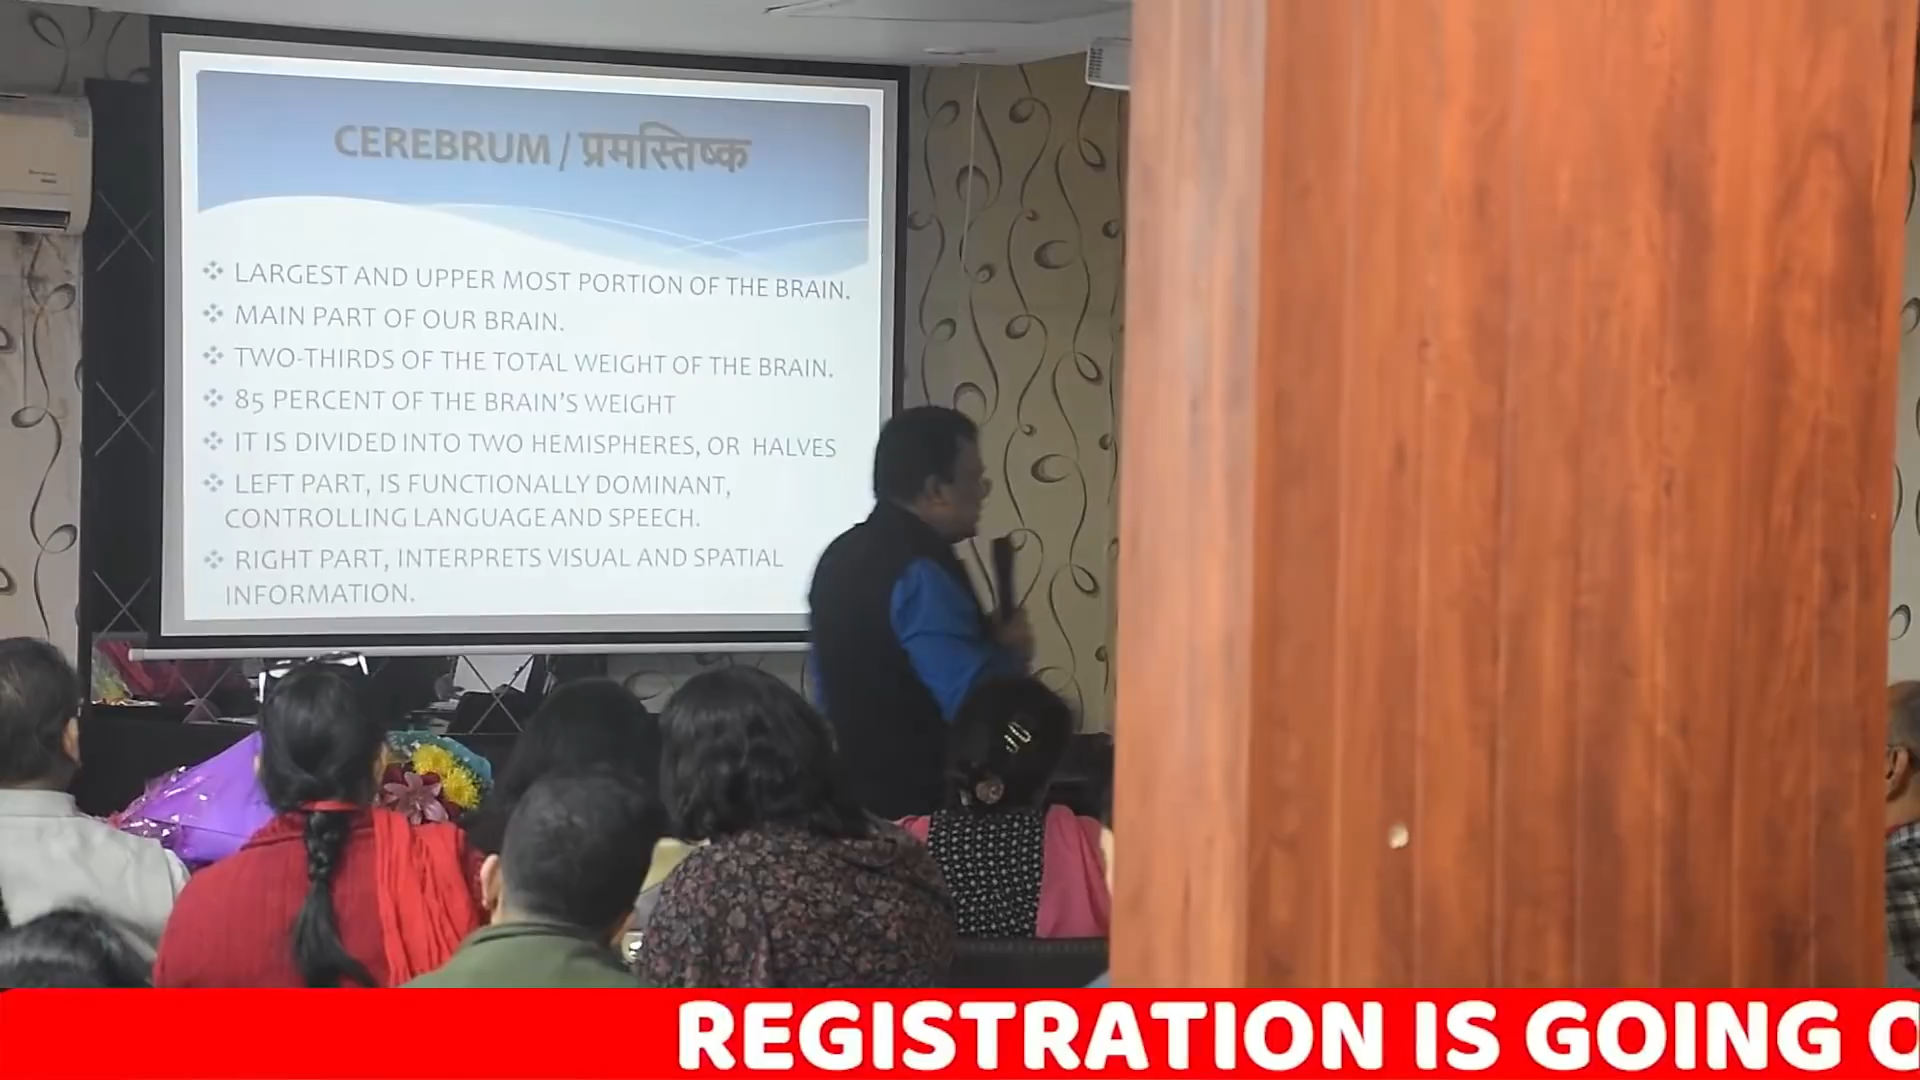 CEREBRUM / प्रमस्तिष्क
LARGEST AND UPPER MOST PORTION OF THE BRAIN.
MAIN PART OF OUR BRAIN.
TWO-THIRDS OF THE TOTAL WEIGHT OF THE BRAIN.
85 PERCENT OF THE BRAIN'S WEIGHT
IT IS DIVIDED INTO TWO HEMISPHERES, OR HALVES
LEFT PART, IS FUNCTIONALLY DOMINANT,
CONTROLLING LANGUAGE AND SPEECH.
RIGHT PART, INTERPRETS VISUAL AND SPATIAL
INFORMATION.
REGISTRATION IS GOING